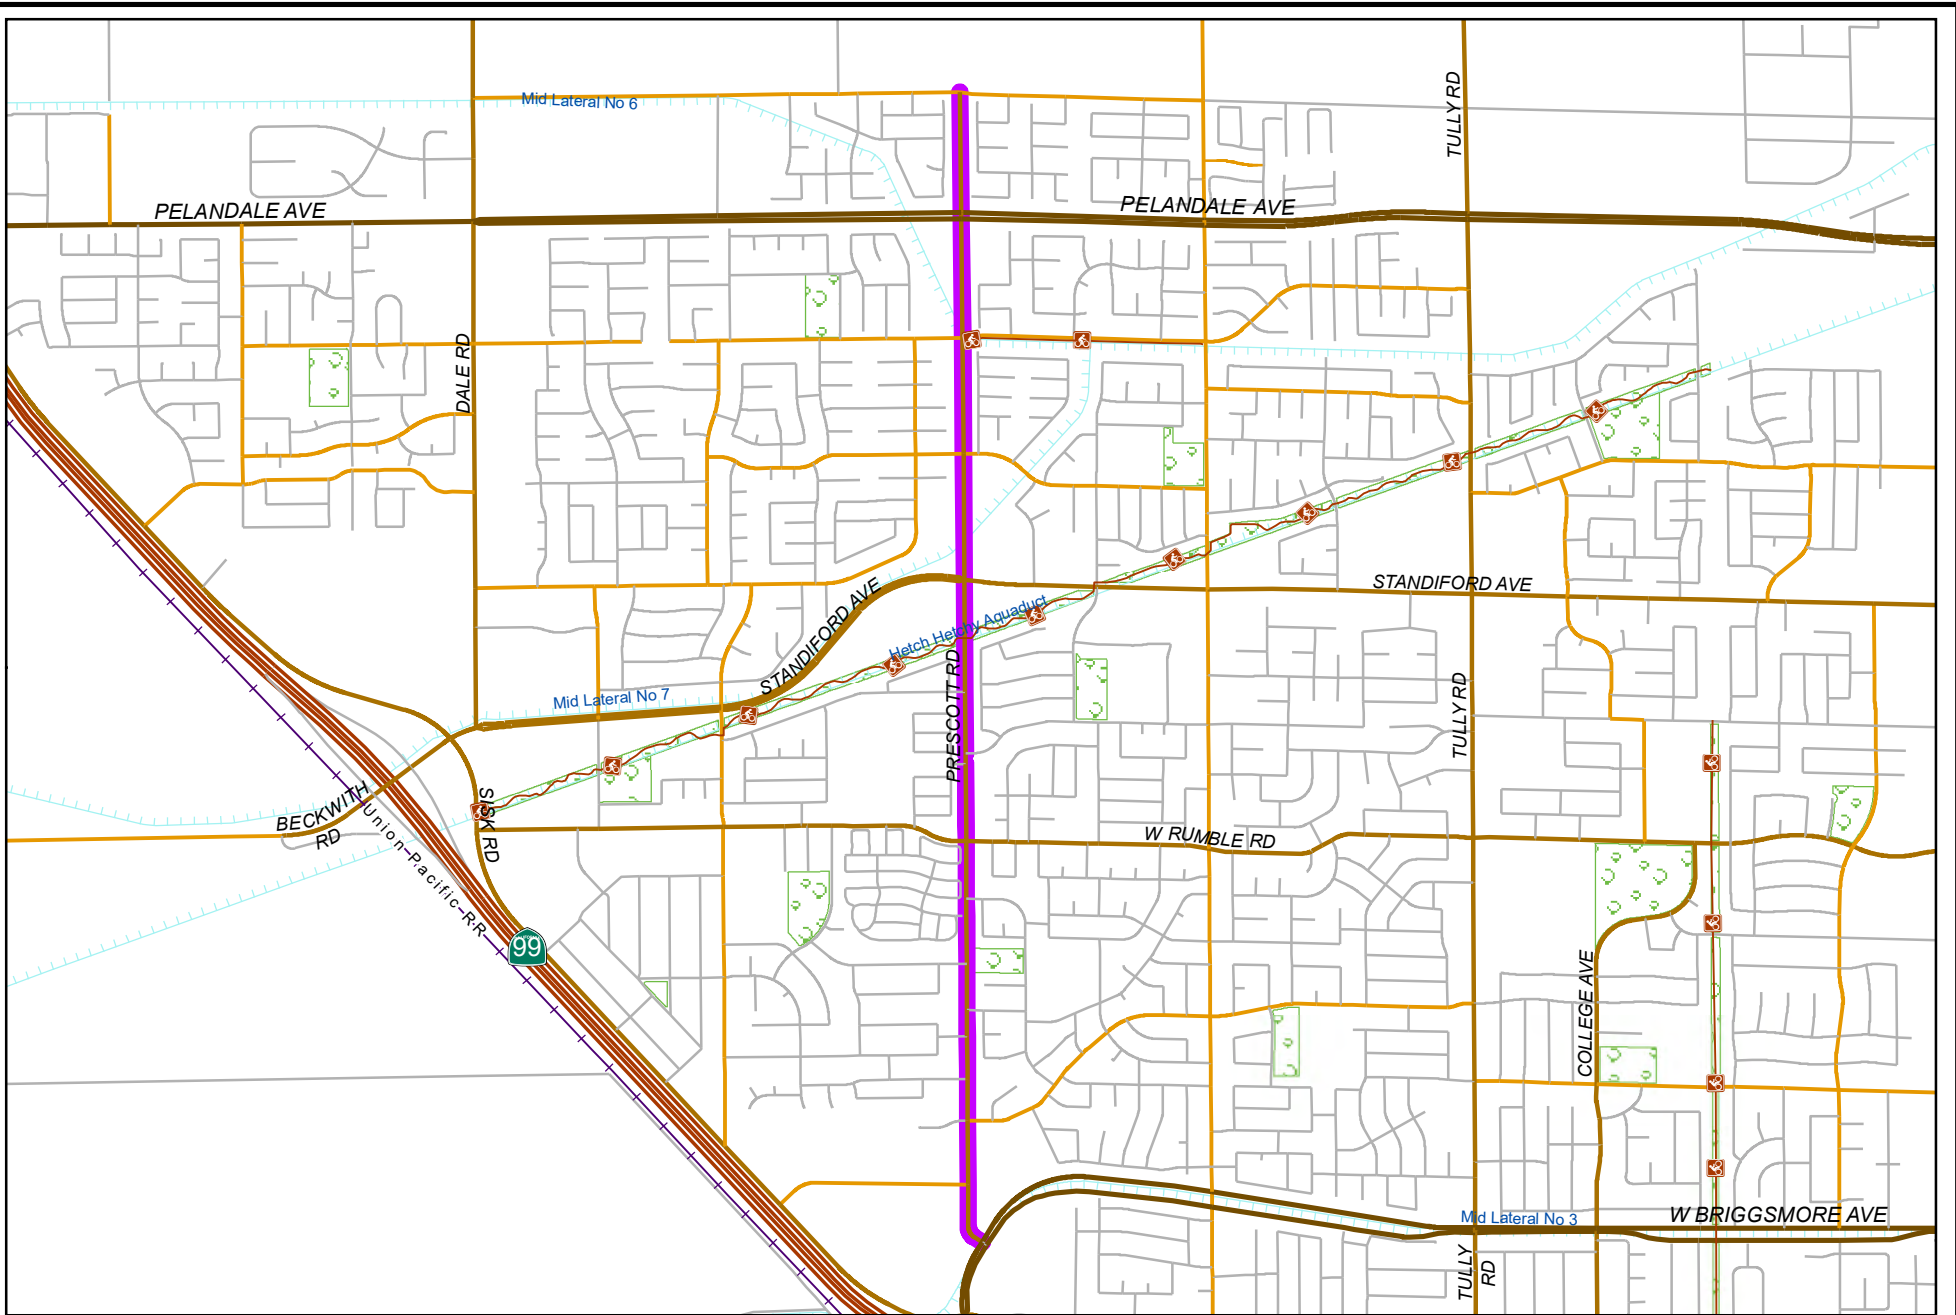 Mid Lateral No 6
TULLY RD
PELANDALE AVE
PELANDALE AVE
DALE RD
STANDIFORD AVE
STANDIFORD AVE
Hetch Hetchy Aquaduct
PRESCOTT RD
Mid Lateral No 7
TULLY RD
BECKWITH
RD
SISK RD
Union Pacific RR
W RUMBLE RD
99
COLLEGE AVE
Mid Lateral No 3
W BRIGGSMORE AVE
TULLY
RD